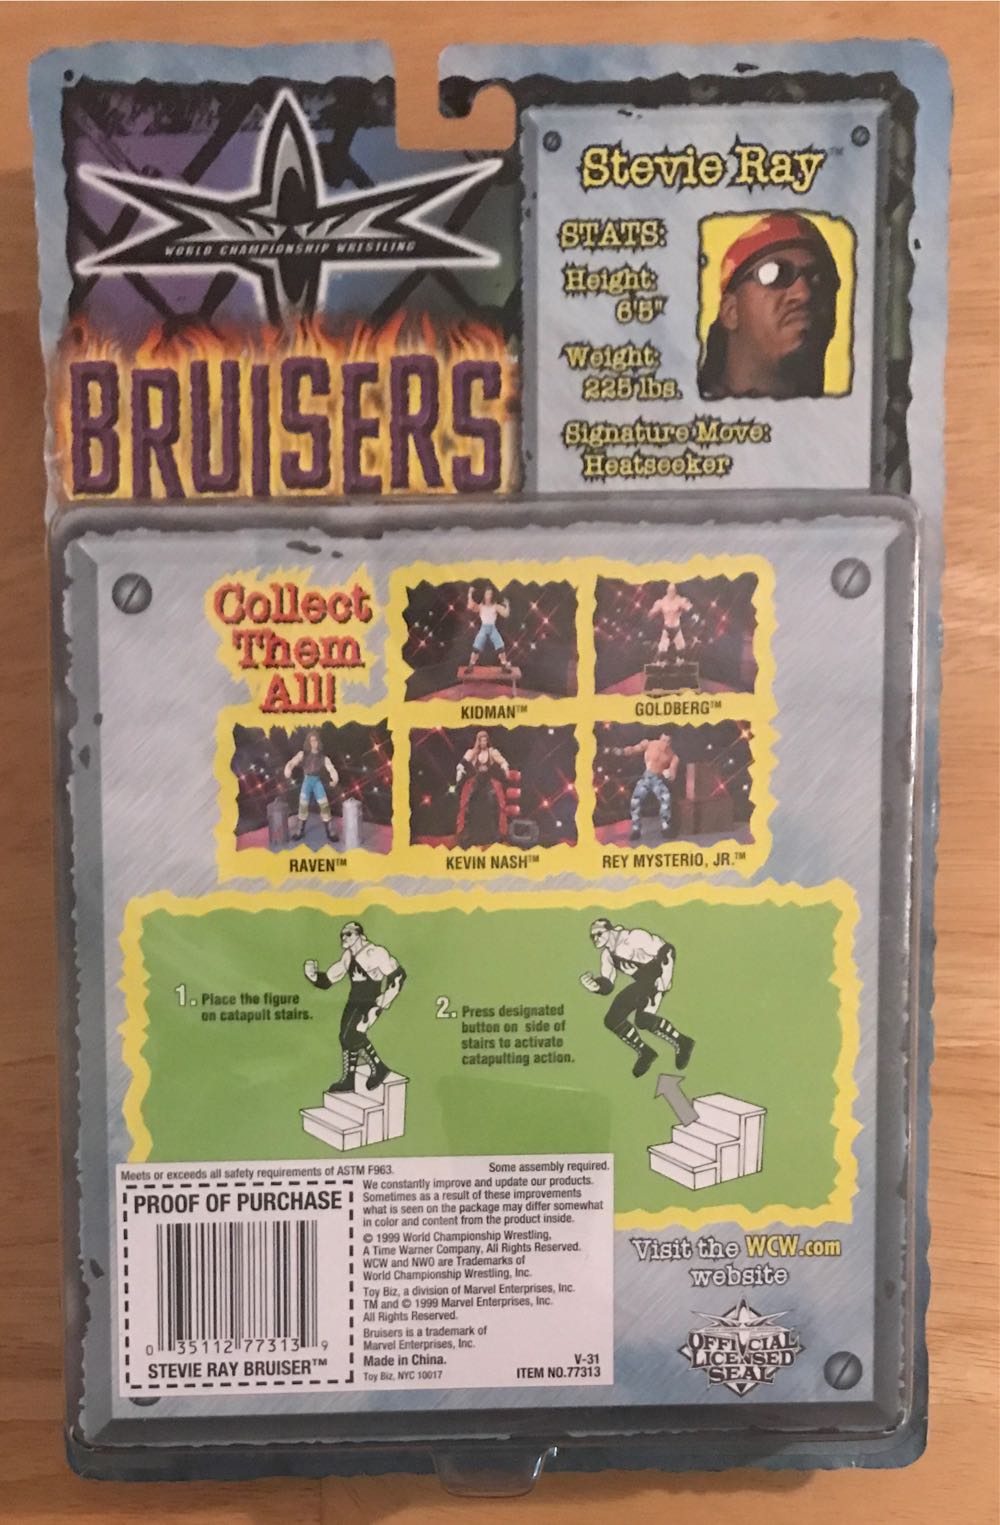 WORLD CHAMPIONSHIP WRESTLING
BRUISERS
Stevie Ray™
STATS:
Height:
6'5"
Weight:
225 lbs.
Signature Move:
Heatseeker
Collect
Them
All!
KIDMAN™
GOLDBERG™
RAVEN™
KEVIN NASH™
REY MYSTERIO, JR.™
1. Place the figure
on catapult stairs.
2. Press designated
button on side of
stairs to activate
catapulting action.
Meets or exceeds all safety requirements of ASTM F963.
Some assembly required.
PROOF OF PURCHASE
0 35112 77313 9
STEVIE RAY BRUISER™
We constantly improve and update our products.
Sometimes as a result of these improvements
what is seen on the package may differ somewhat
in color and content from the product inside.
© 1999 World Championship Wrestling,
A Time Warner Company, All Rights Reserved.
WCW and NWO are Trademarks of
World Championship Wrestling, Inc.
Toy Biz, a division of Marvel Enterprises, Inc.
TM and © 1999 Marvel Enterprises, Inc.
All Rights Reserved.
Bruisers is a trademark of
Marvel Enterprises, Inc.
Made in China.
Toy Biz, NYC 10017
V-31
ITEM NO.77313
Visit the WCW.com
website
OFFICIAL
LICENSED
SEAL